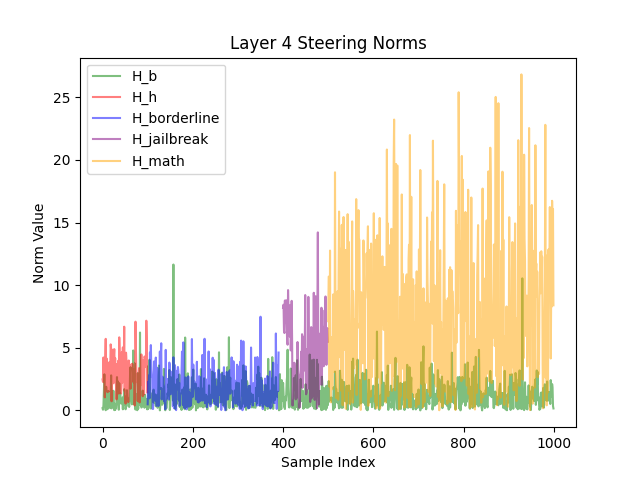 Layer 4 Steering Norms
H_b
H_h
H_borderline
H_jailbreak
H_math
Norm Value
25
20
15
10
5
0
0 200 400 600 800 1000
Sample Index